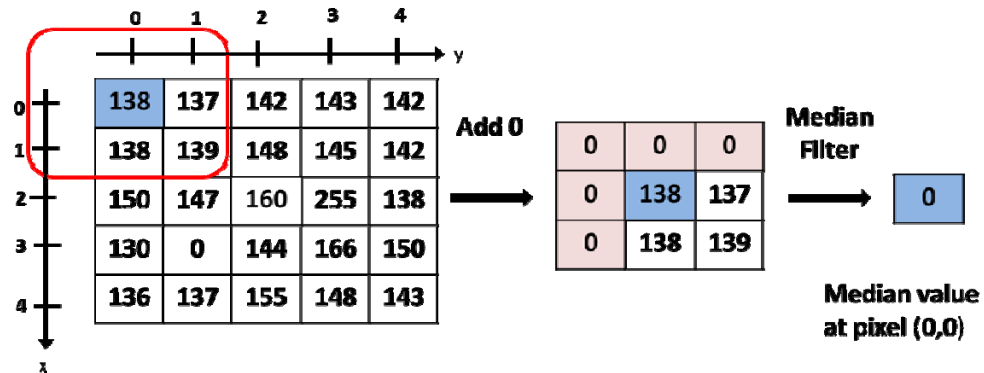 0 1 2 3 4
y
0 138 137 142 143 142
1 138 139 148 145 142
2 150 147 160 255 138
3 130 0 144 166 150
4 136 137 155 148 143
Add 0
0 0 0
0 138 137
0 138 139
Median
Filter
0
Median value
at pixel (0,0)